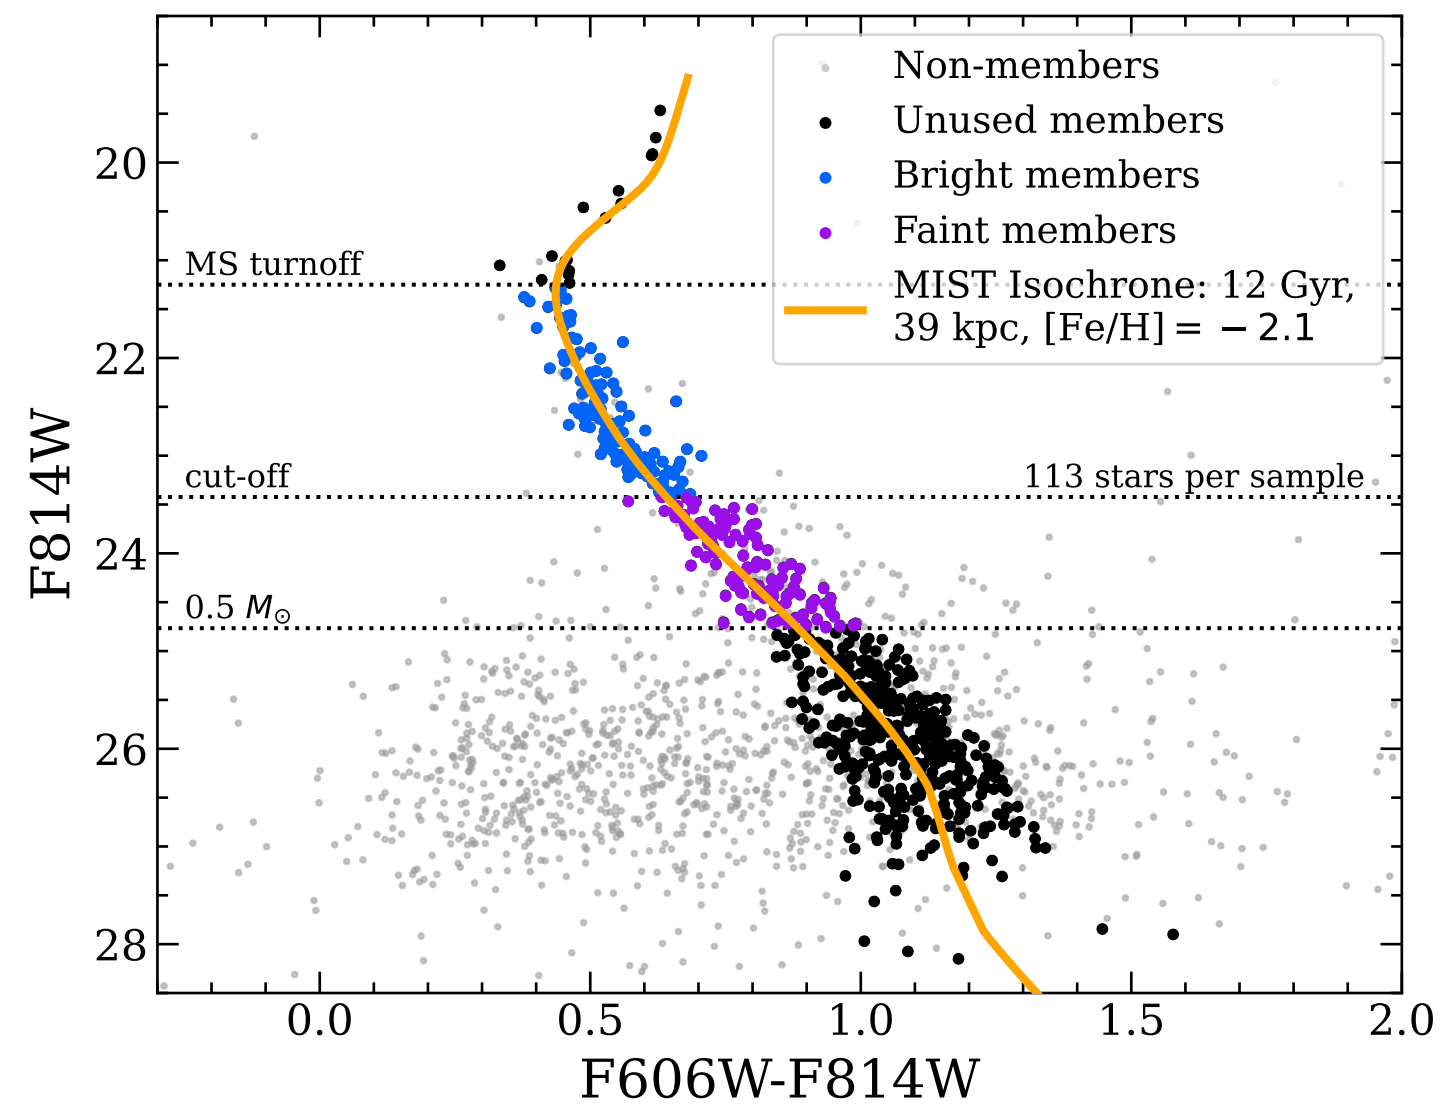 Non-members
Unused members
Bright members
Faint members
MIST Isochrone: 12 Gyr,
39 kpc, [Fe/H] = −2.1
MS turnoff
cut-off
113 stars per sample
0.5 M⊙
F814W
20
22
24
26
28
0.0 0.5 1.0 1.5 2.0
F606W-F814W